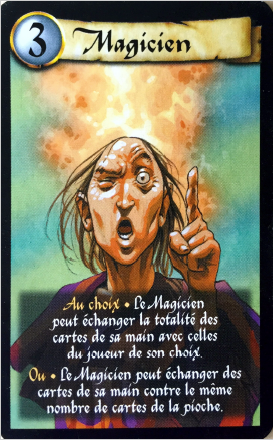 3
Magicien
Au choix • Le Magicien
peut échanger la totalité des
cartes de sa main avec celles
du joueur de son choix.
Ou • Le Magicien peut échanger des
cartes de sa main contre le même
nombre de cartes de la pioche.